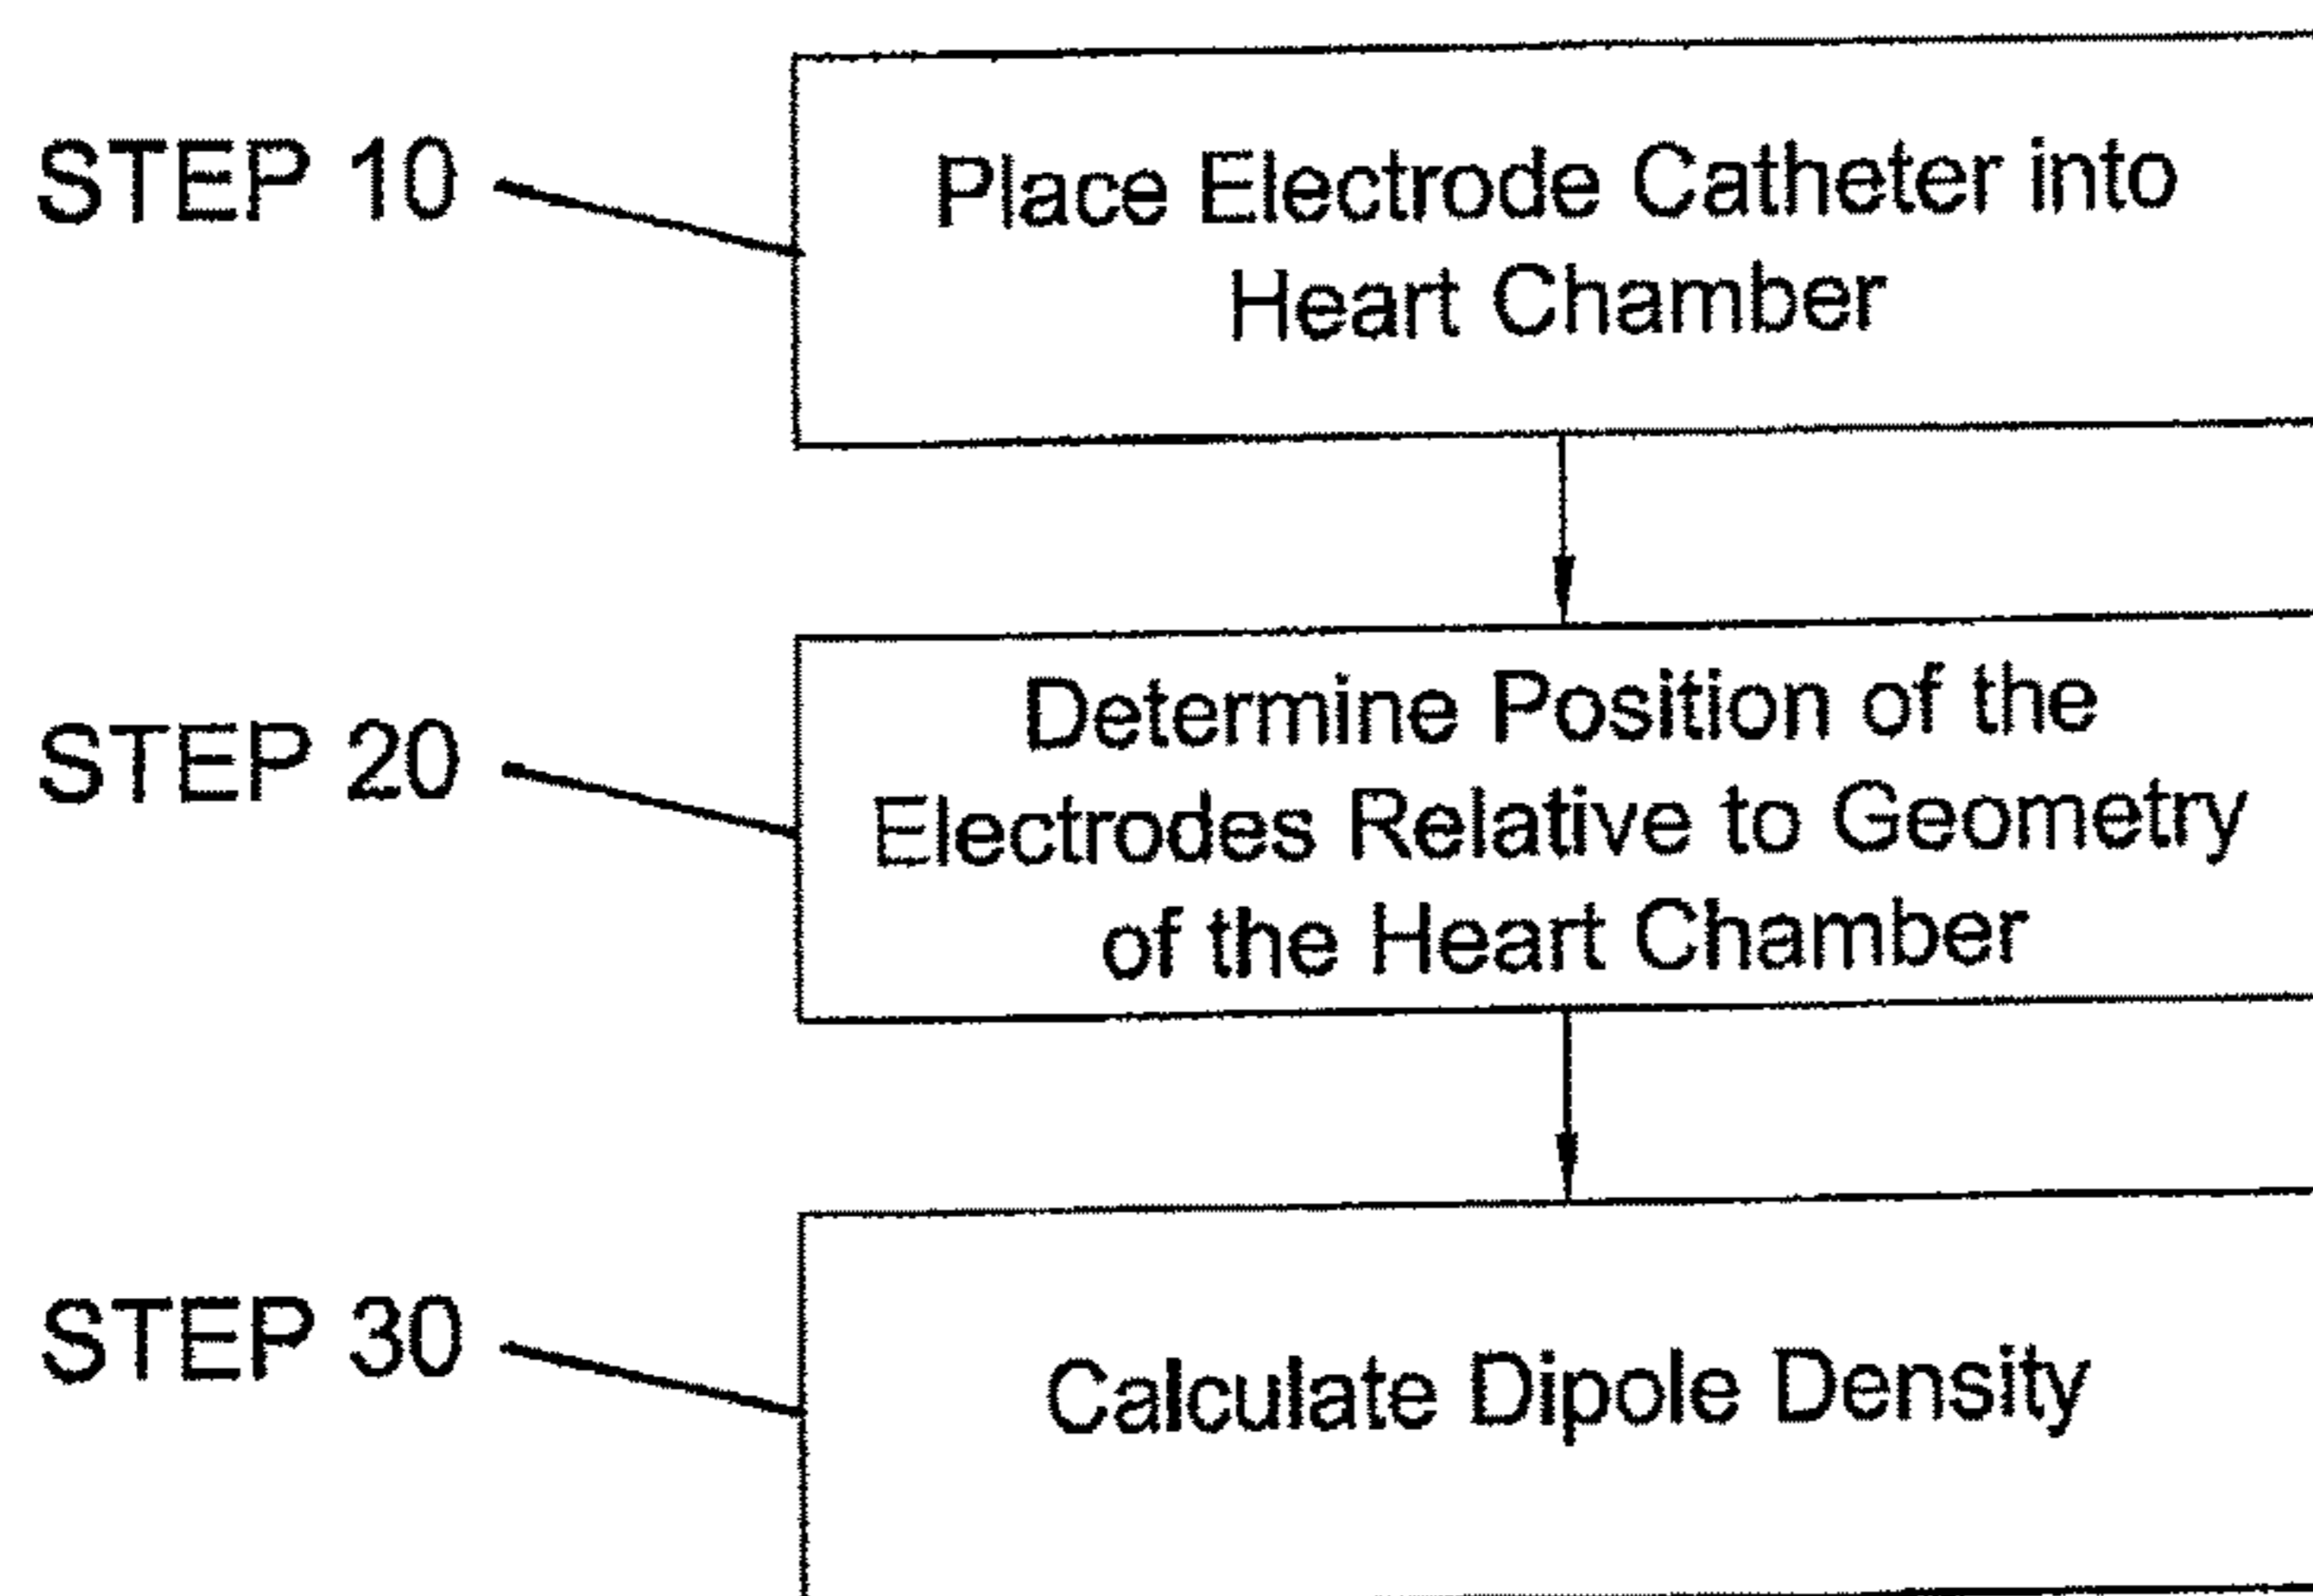 STEP 10
Place Electrode Catheter into
Heart Chamber
STEP 20
Determine Position of the
Electrodes Relative to Geometry
of the Heart Chamber
STEP 30
Calculate Dipole Density